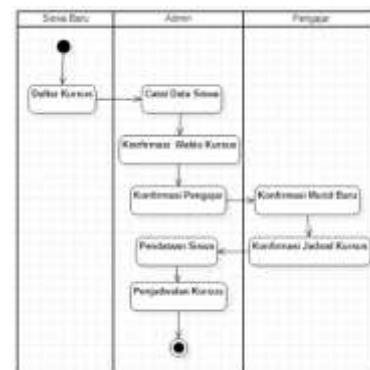 Siswa Baru
Admin
Pengajar
Daftar Kursus
Catat Data Siswa
Konfirmasi Waktu Kursus
Konfirmasi Pengajar
Konfirmasi Murid Baru
Pendataan Siswa
Konfirmasi Jadwal Kursus
Penjadwalan Kursus